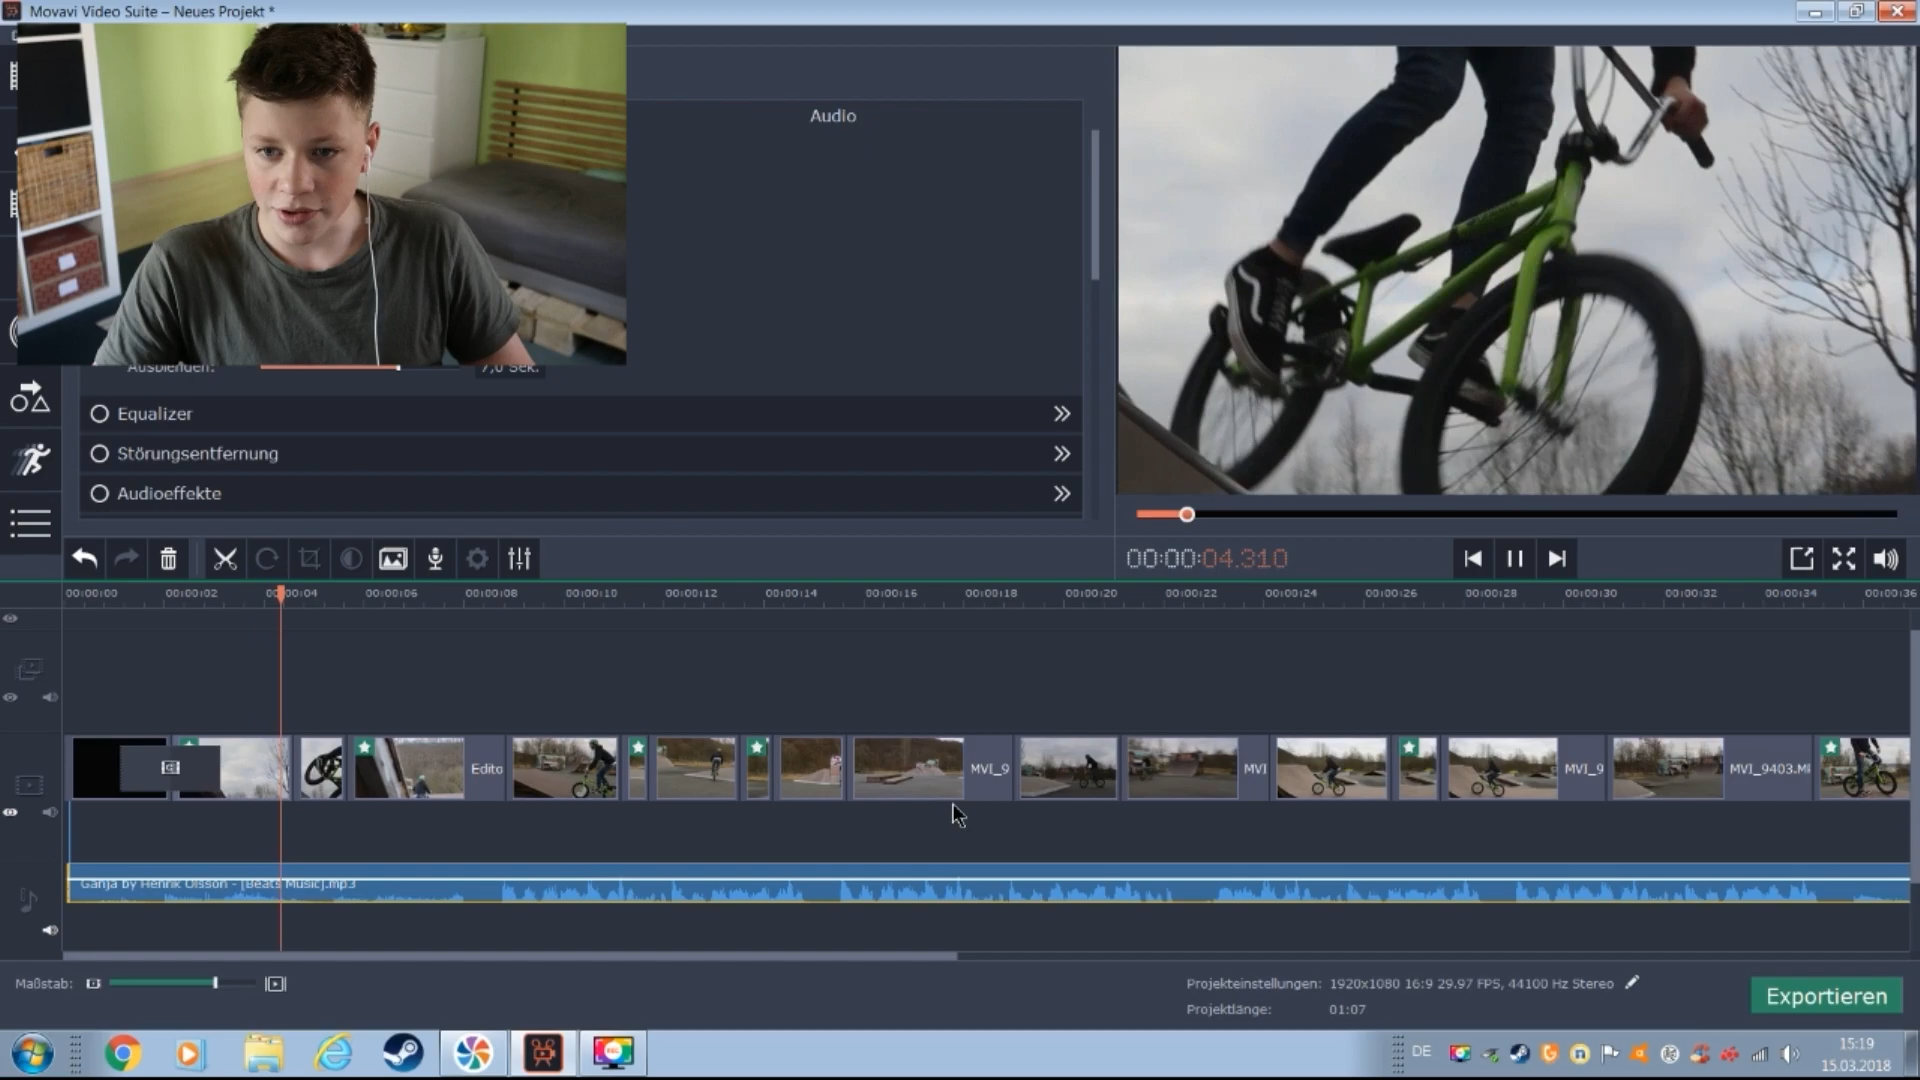 Movavi Video Suite – Neues Projekt *
Audio
Ausblenden:
7,0 Sek.
Equalizer
Störungsentfernung
Audioeffekte
00:00:04.310
00:00:00
00:00:02
00:00:04
00:00:06
00:00:08
00:00:10
00:00:12
00:00:14
00:00:16
00:00:18
00:00:20
00:00:22
00:00:24
00:00:26
00:00:28
00:00:30
00:00:32
00:00:34
00:00:36
Edito
MVI_9
MVI
MVI_9
MVI_9403.M
Ganja by Henrik Olsson - [Beats Music].mp3
Maßstab:
Projekteinstellungen: 1920x1080 16:9 29.97 FPS, 44100 Hz Stereo
Projektlänge: 01:07
Exportieren
DE
15:19
15.03.2018